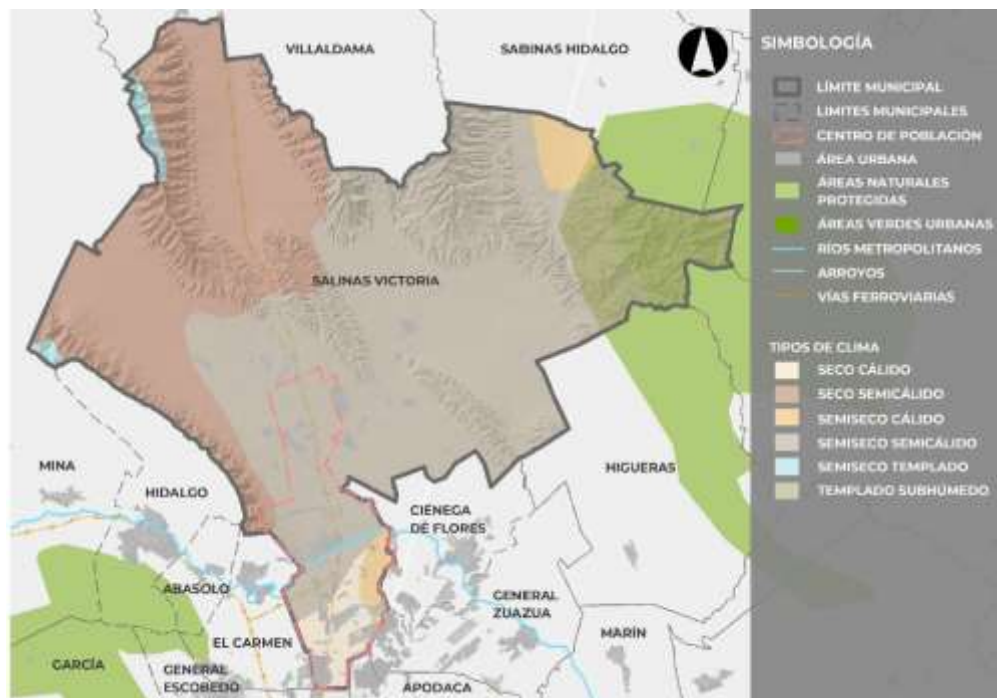 VILLALDAMA
SABINAS HIDALGO
SALINAS VICTORIA
MINA
HIDALGO
ABASOLO
EL CARMEN
GARCÍA
GENERAL
ESCOBEDO
APODACA
CIÉNEGA
DE FLORES
GENERAL
ZUAZUA
HIGUERAS
MARÍN
SIMBOLOGÍA
LÍMITE MUNICIPAL
LIMITES MUNICIPALES
CENTRO DE POBLACIÓN
ÁREA URBANA
ÁREAS NATURALES
PROTEGIDAS
ÁREAS VERDES URBANAS
RÍOS METROPOLITANOS
ARROYOS
VÍAS FERROVIARIAS
TIPOS DE CLIMA
SECO CÁLIDO
SECO SEMICÁLIDO
SEMISECO CÁLIDO
SEMISECO SEMICÁLIDO
SEMISECO TEMPLADO
TEMPLADO SUBHÚMEDO